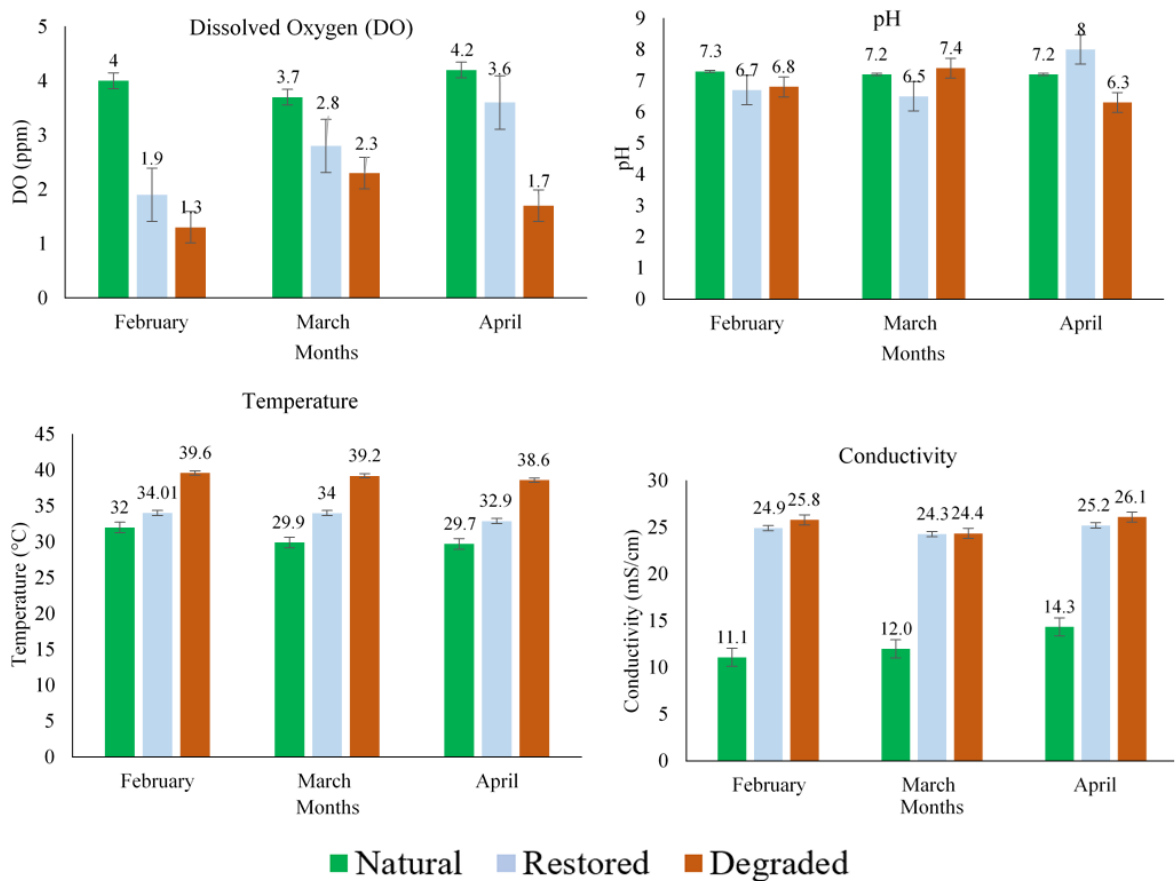 Dissolved Oxygen (DO)
5
4
3
2
1
0
DO (ppm)
4
1.9
1.3
3.7
2.8
2.3
4.2
3.6
1.7
February
March
April
Months
pH
9
8
7
6
5
4
3
2
1
0
pH
7.3
6.7
6.8
7.2
6.5
7.4
7.2
8
6.3
February
March
April
Months
Temperature
45
40
35
30
25
20
15
10
5
0
Temperature (°C)
32
34.01
39.6
29.9
34
39.2
29.7
32.9
38.6
February
March
April
Months
Conductivity
30
25
20
15
10
5
0
Conductivity (mS/cm)
11.1
24.9
25.8
12.0
24.3
24.4
14.3
25.2
26.1
February
March
April
Months
Natural Restored Degraded